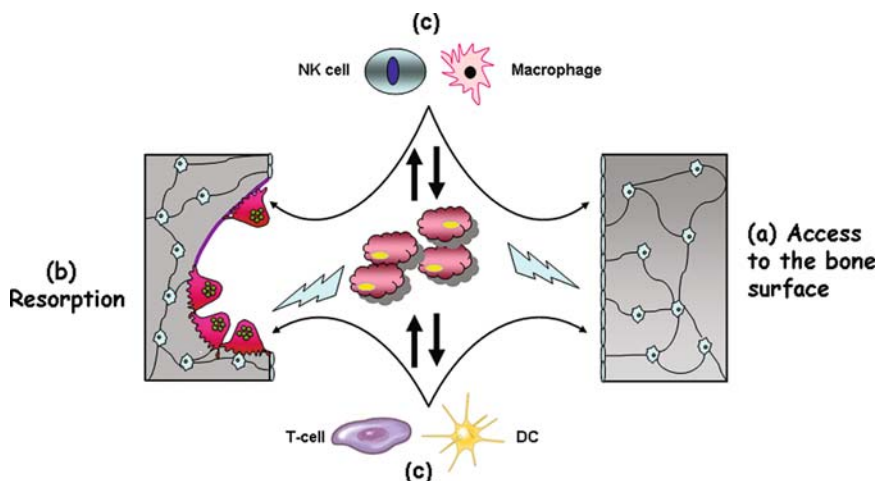 (c)
NK cell Macrophage
(b)
Resorption
(a) Access
to the bone
surface
T-cell DC
(c)